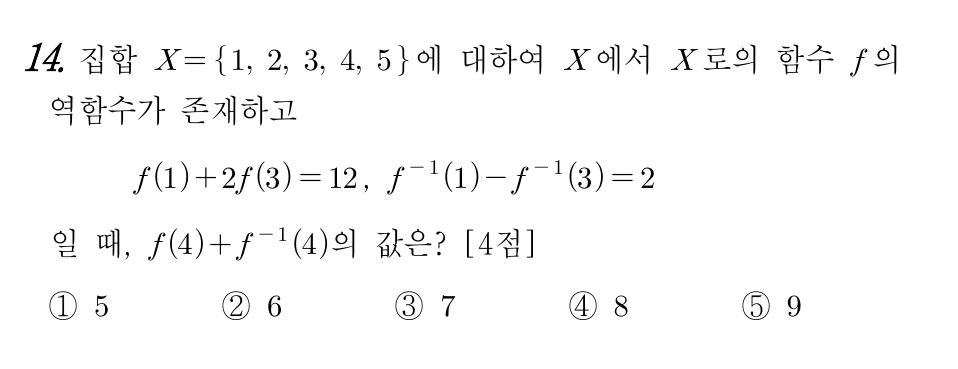 14. 집합 X={1, 2, 3, 4, 5}에 대하여 X에서 X로의 함수 f의
역함수가 존재하고
f(1)+2f(3)=12, f⁻¹(1)-f⁻¹(3)=2
일 때, f(4)+f⁻¹(4)의 값은? [4점]
① 5 ② 6 ③ 7 ④ 8 ⑤ 9